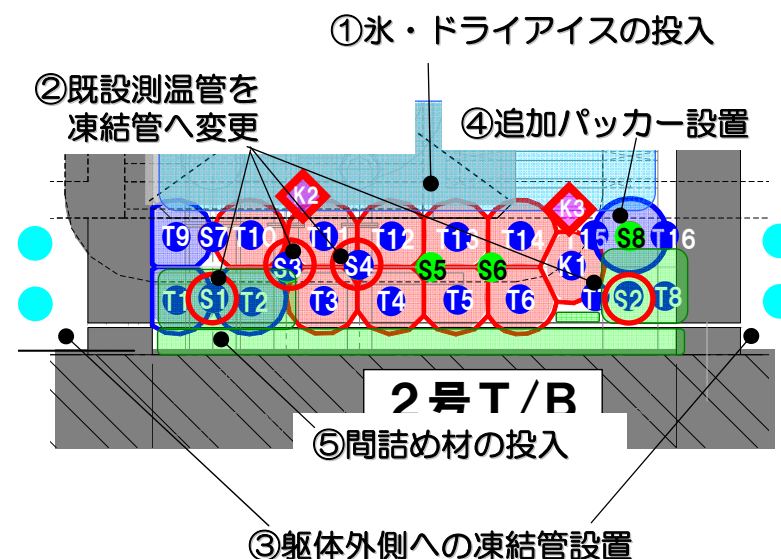 ①氷・ドライアイスの投入
②既設測温管を
凍結管へ変更
④追加パッカー設置
K2
K3
T9 S7 T10 T11 T12 T13 T14 T15 S8 T16
S3 S4 S5 S6 K1
T1 S1 T2 T3 T4 T5 T6 S2 T8
2号T/B
⑤間詰め材の投入
③躯体外側への凍結管設置